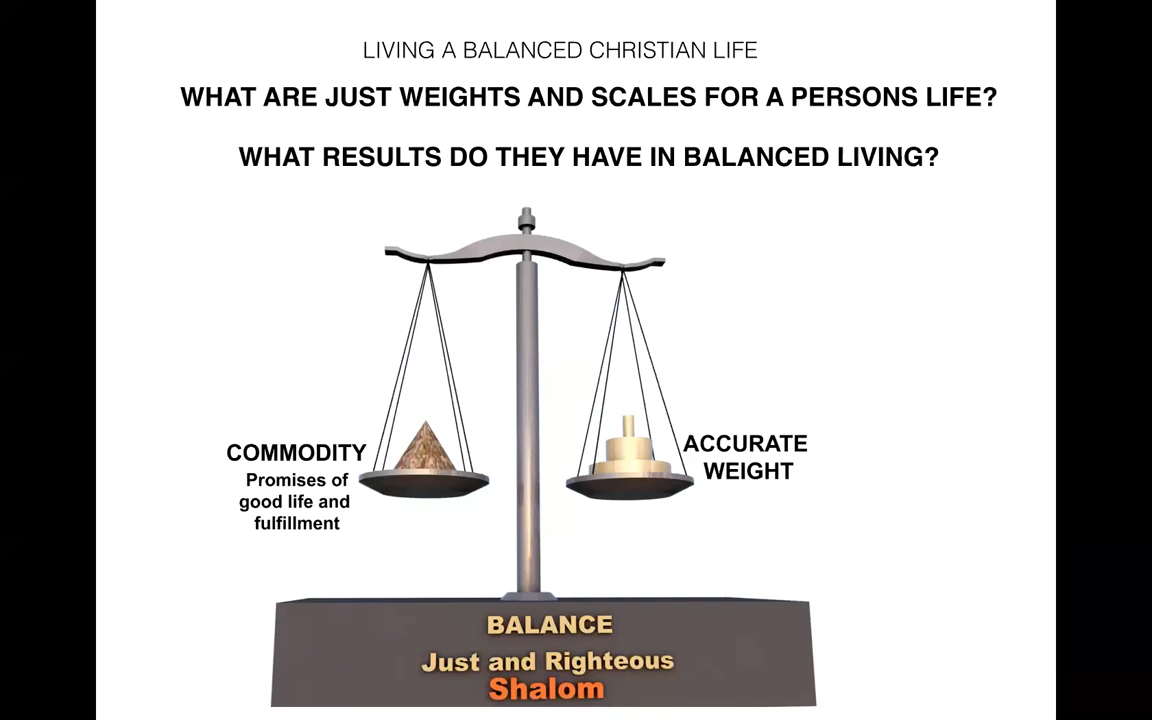 LIVING A BALANCED CHRISTIAN LIFE
WHAT ARE JUST WEIGHTS AND SCALES FOR A PERSONS LIFE?
WHAT RESULTS DO THEY HAVE IN BALANCED LIVING?
COMMODITY
Promises of
good life and
fulfillment
ACCURATE
WEIGHT
BALANCE
Just and Righteous
Shalom